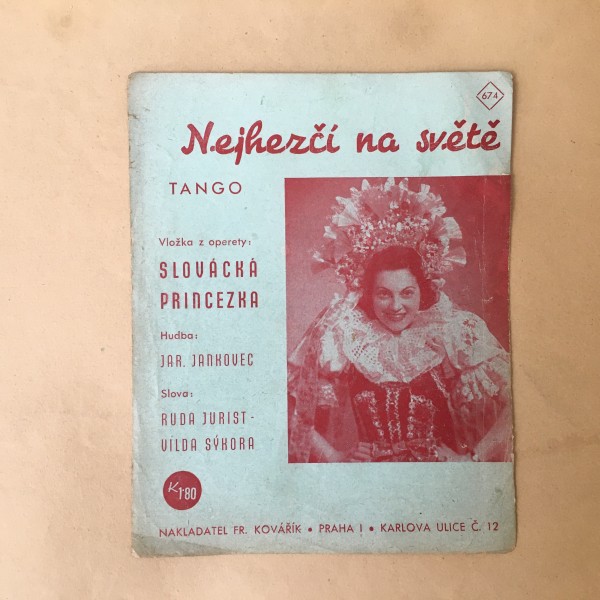 674
Nejhezčí na světě
TANGO
Vložka z operety:
SLOVÁCKÁ
PRINCEZKA
Hudba:
JAR. JANKOVEC
Slova:
RUDA JURIST-
VILDA SÝKORA
K 1·80
NAKLADATEL FR. KOVÁŘÍK • PRAHA I • KARLOVA ULICE Č. 12